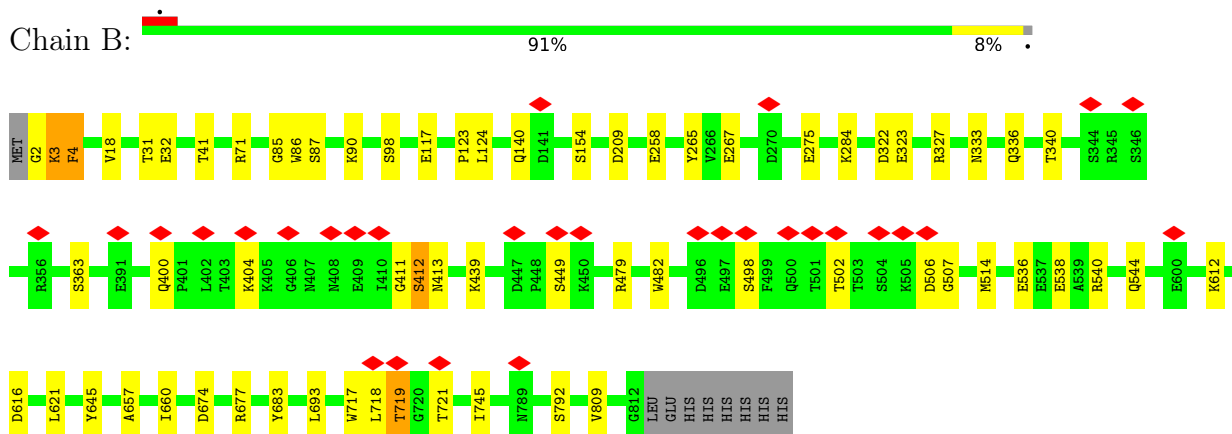 Chain B:
91% 8%
MET G2 K3 F4 V18 T31 E32 T41 R71 G85 W86 S87 K90 S98 E117 P123 L124 Q140 D141 S154 D209 E258 Y265 V266 E267 D270 E275 K284 D322 E323 R327 N333 Q336 T340 S344 R345 S346
R356 S363 E391 Q400 P401 L402 T403 K404 K405 G406 N407 N408 E409 I410 G411 S412 N413 K439 D447 P448 S449 K450 R479 W482 D496 E497 S498 F499 Q500 T501 T502 T503 S504 K505 D506 G507 M514 E536 E537 E538 A539 R540 Q544 E600 K612
D616 L621 Y645 A657 I660 D674 R677 Y683 L693 W717 L718 T719 G720 T721 I745 N789 S792 V809 G812 LEU GLU HIS HIS HIS HIS HIS HIS